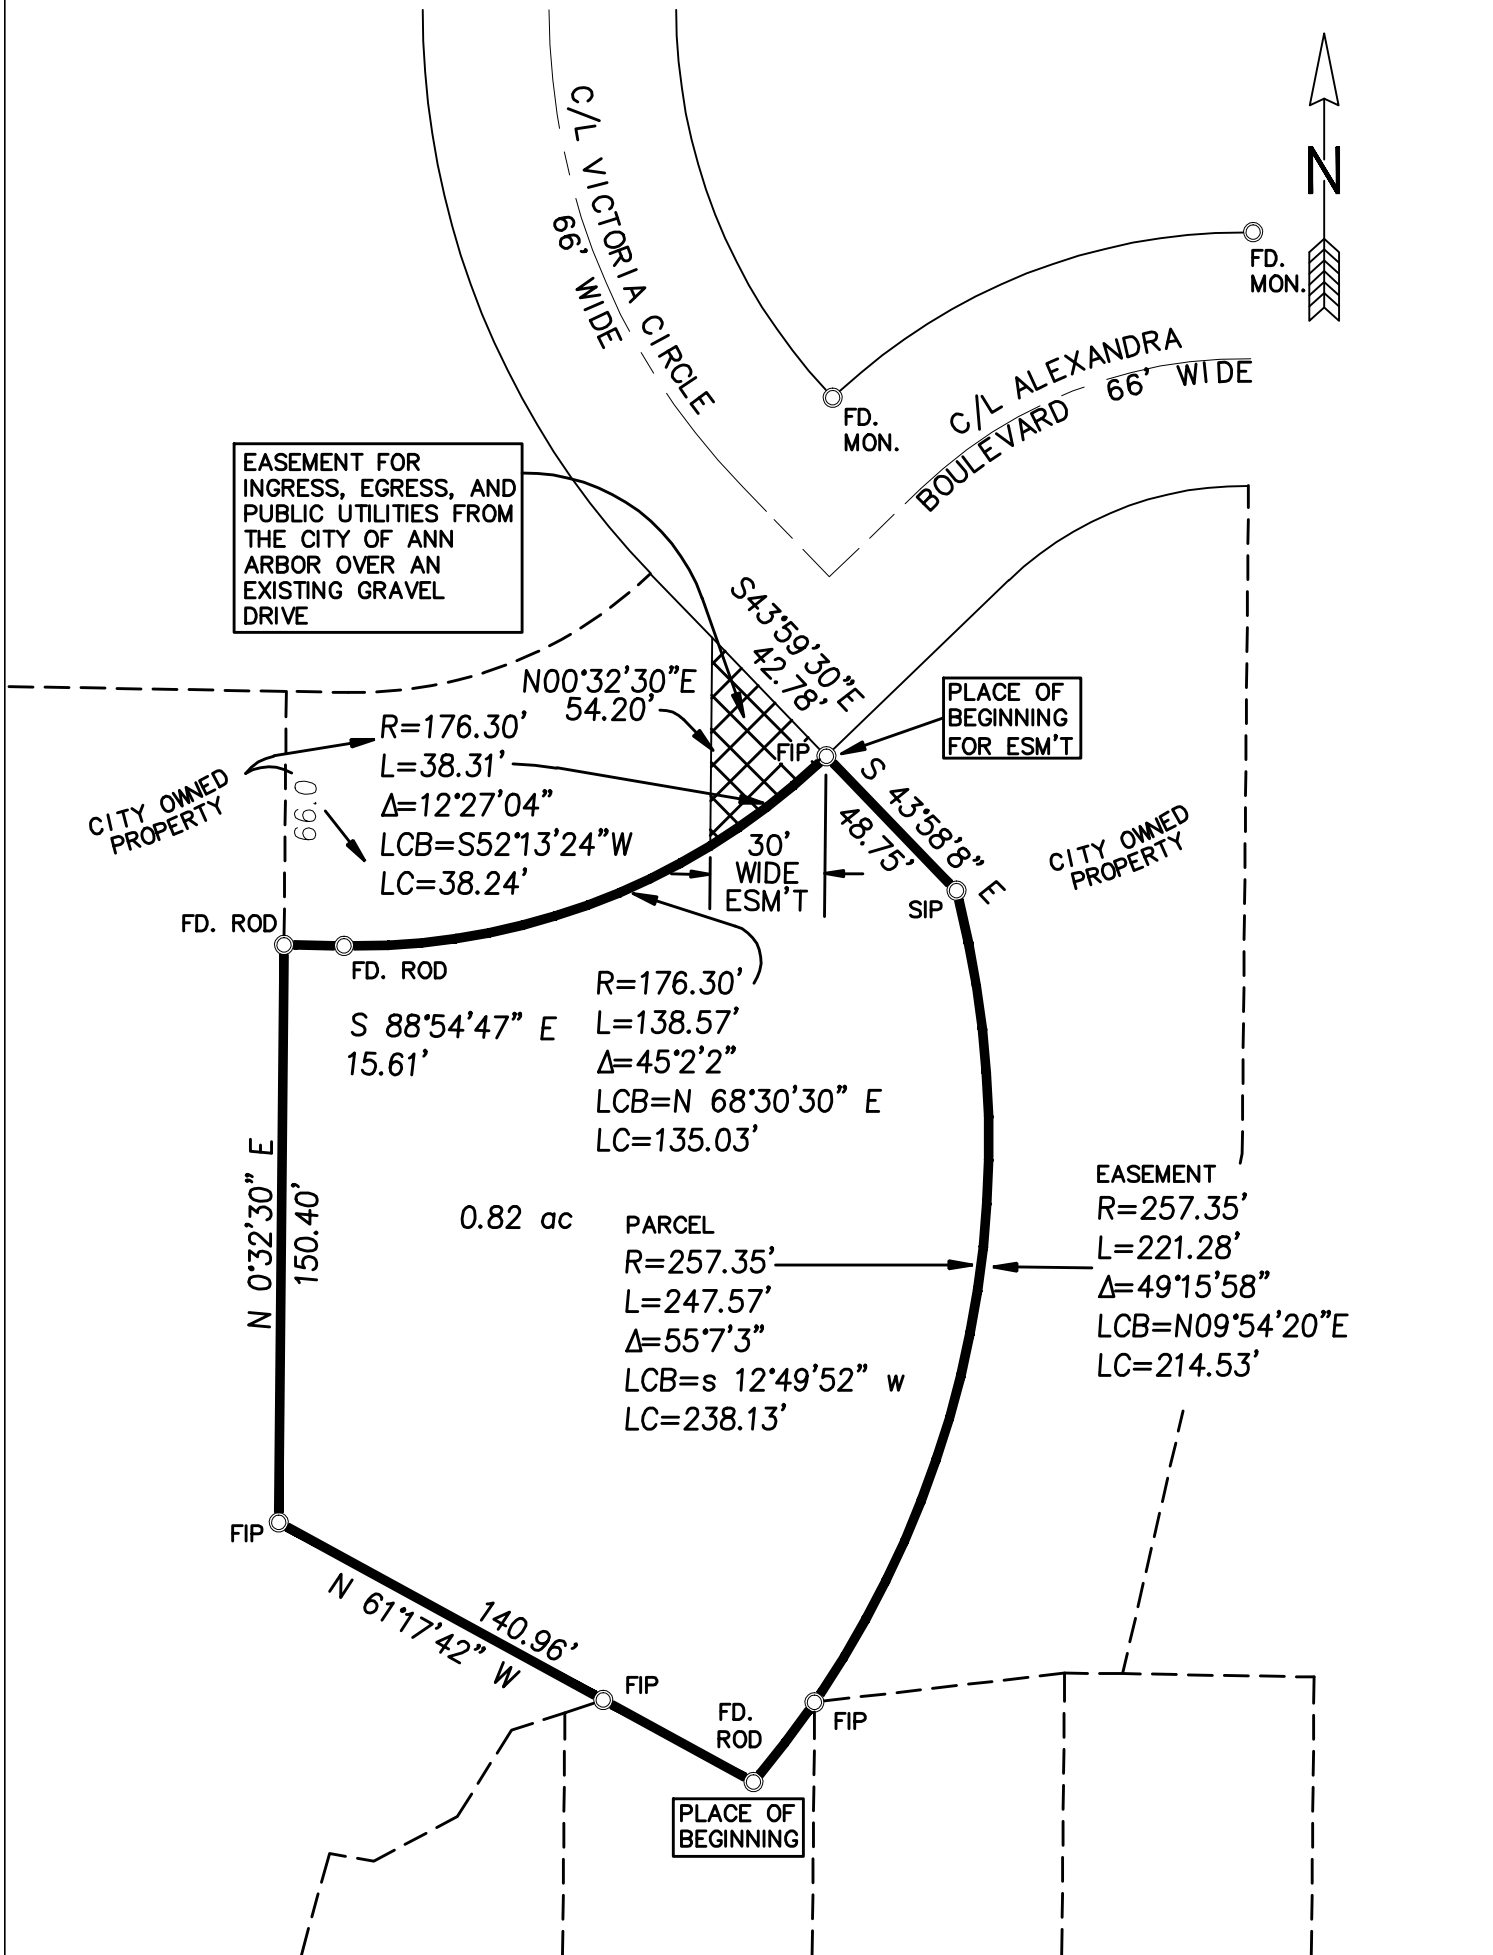 C/L VICTORIA CIRCLE
66' WIDE
N
FD.
MON.
C/L ALEXANDRA
BOULEVARD 66' WIDE
FD.
MON.
EASEMENT FOR
INGRESS, EGRESS, AND
PUBLIC UTILITIES FROM
THE CITY OF ANN
ARBOR OVER AN
EXISTING GRAVEL
DRIVE
S43°59'30"E
42.78'
N00°32'30"E
54.20'
PLACE OF
BEGINNING
FOR ESM'T
FIP
R=176.30'
L=38.31'
Δ=12°27'04"
LCB=S52°13'24"W
LC=38.24'
CITY OWNED
PROPERTY
66.0
30'
WIDE
ESM'T
S 43°58'8" E
48.75'
CITY OWNED
PROPERTY
SIP
FD. ROD
FD. ROD
S 88°54'47" E
15.61'
R=176.30'
L=138.57'
Δ=45°2'2"
LCB=N 68°30'30" E
LC=135.03'
N 0°32'30" E
150.40'
0.82 ac
PARCEL
R=257.35'
L=247.57'
Δ=55°7'3"
LCB=s 12°49'52" w
LC=238.13'
EASEMENT
R=257.35'
L=221.28'
Δ=49°15'58"
LCB=N09°54'20"E
LC=214.53'
FIP
N 61°17'42" W
140.96'
FIP
FD.
ROD
FIP
PLACE OF
BEGINNING